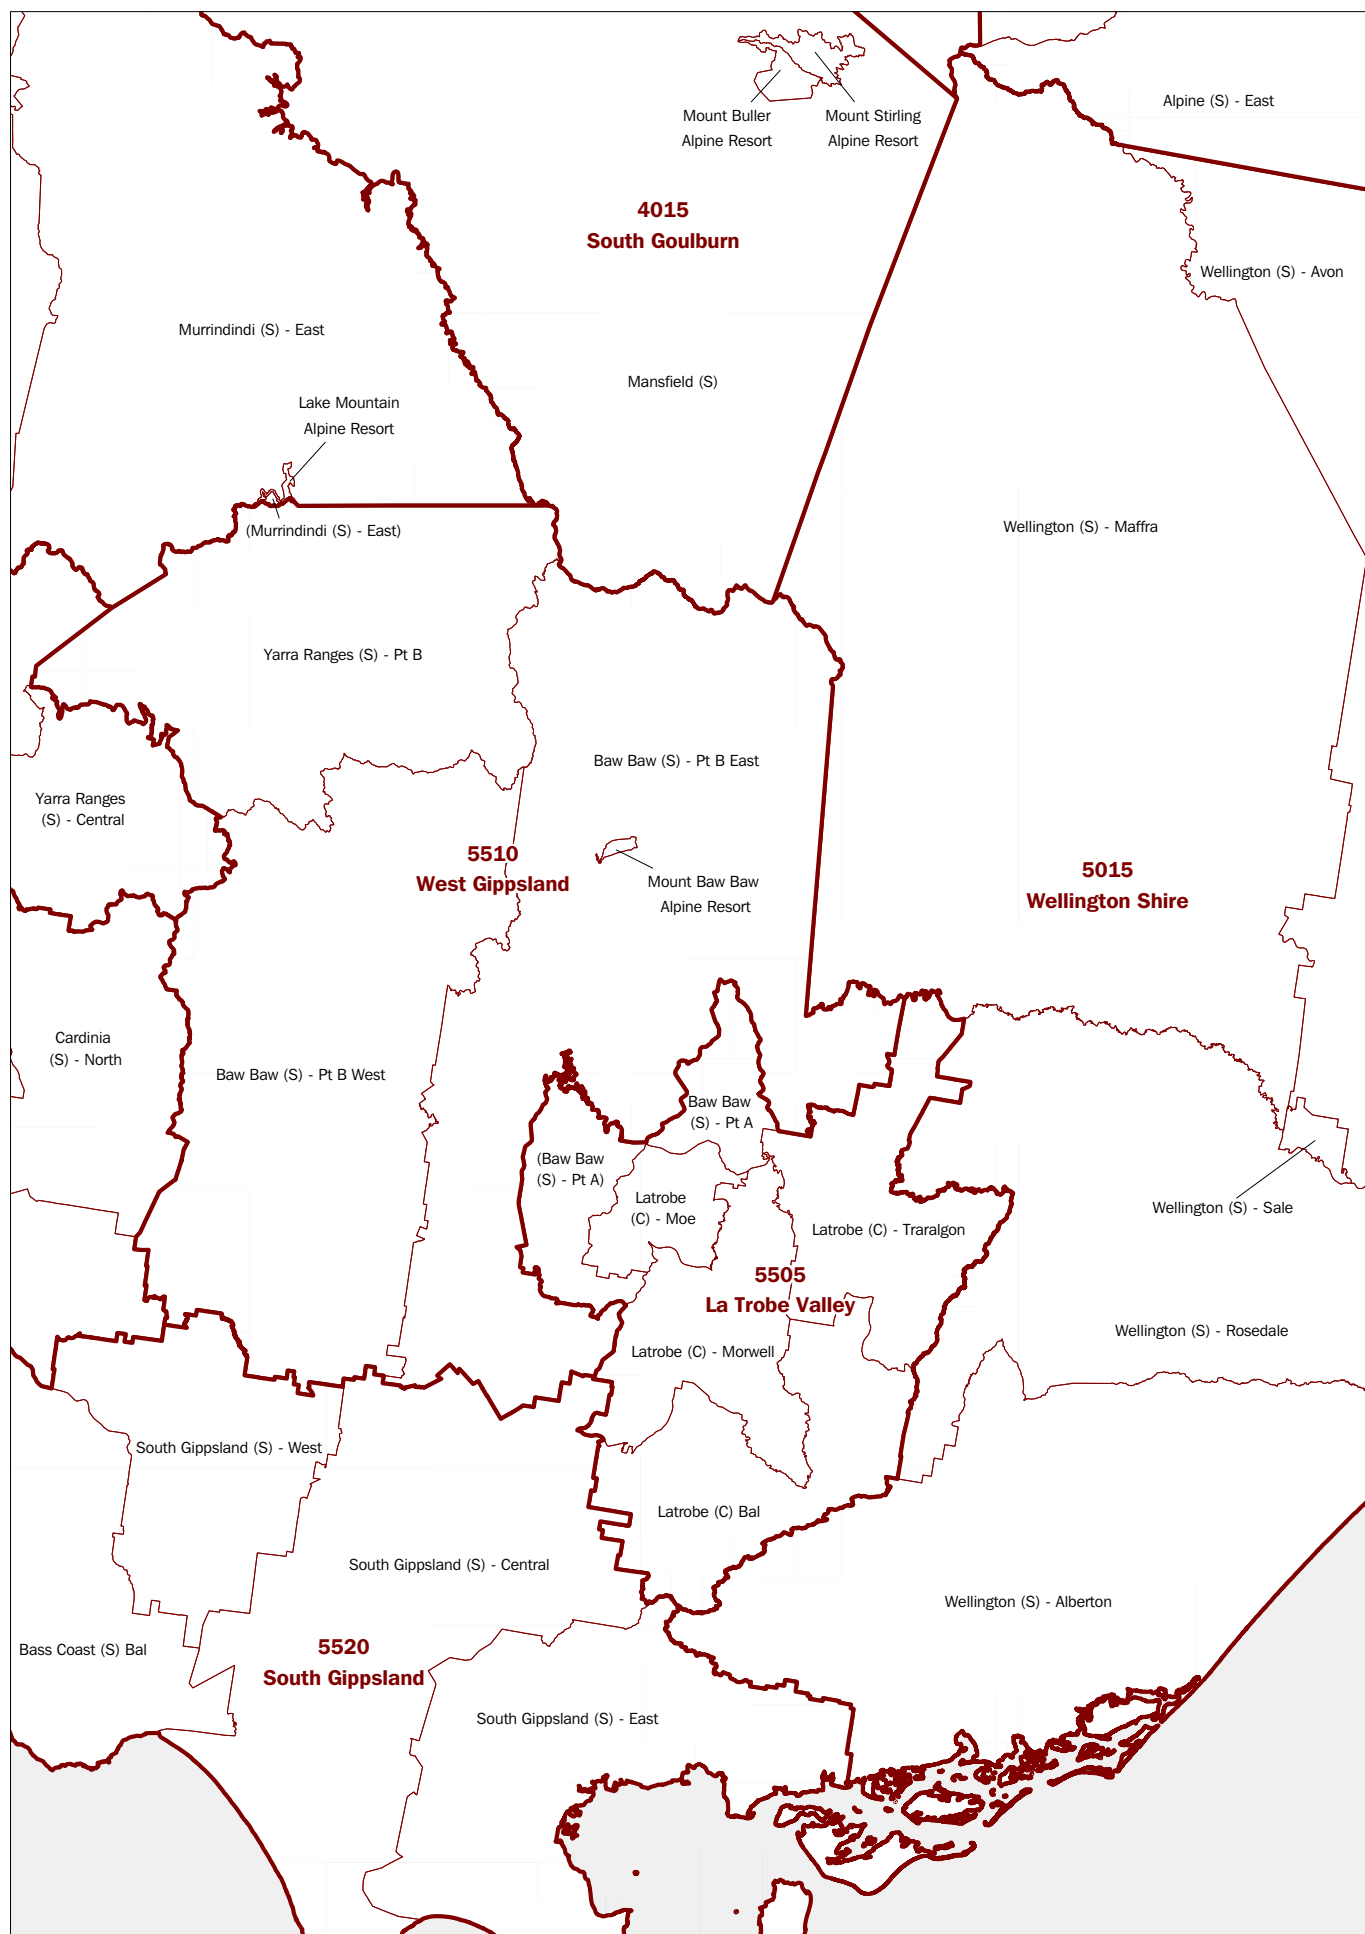 Alpine (S) - East
Mount Buller
Alpine Resort
Mount Stirling
Alpine Resort
4015
South Goulburn
Wellington (S) - Avon
Murrindindi (S) - East
Mansfield (S)
Lake Mountain
Alpine Resort
(Murrindindi (S) - East)
Wellington (S) - Maffra
Yarra Ranges (S) - Pt B
Baw Baw (S) - Pt B East
Yarra Ranges
(S) - Central
5510
West Gippsland
Mount Baw Baw
Alpine Resort
5015
Wellington Shire
Cardinia
(S) - North
Baw Baw (S) - Pt B West
Baw Baw
(S) - Pt A
(Baw Baw
(S) - Pt A)
Latrobe
(C) - Moe
Wellington (S) - Sale
Latrobe (C) - Traralgon
5505
La Trobe Valley
Wellington (S) - Rosedale
Latrobe (C) - Morwell
South Gippsland (S) - West
Latrobe (C) Bal
South Gippsland (S) - Central
Wellington (S) - Alberton
Bass Coast (S) Bal
5520
South Gippsland
South Gippsland (S) - East